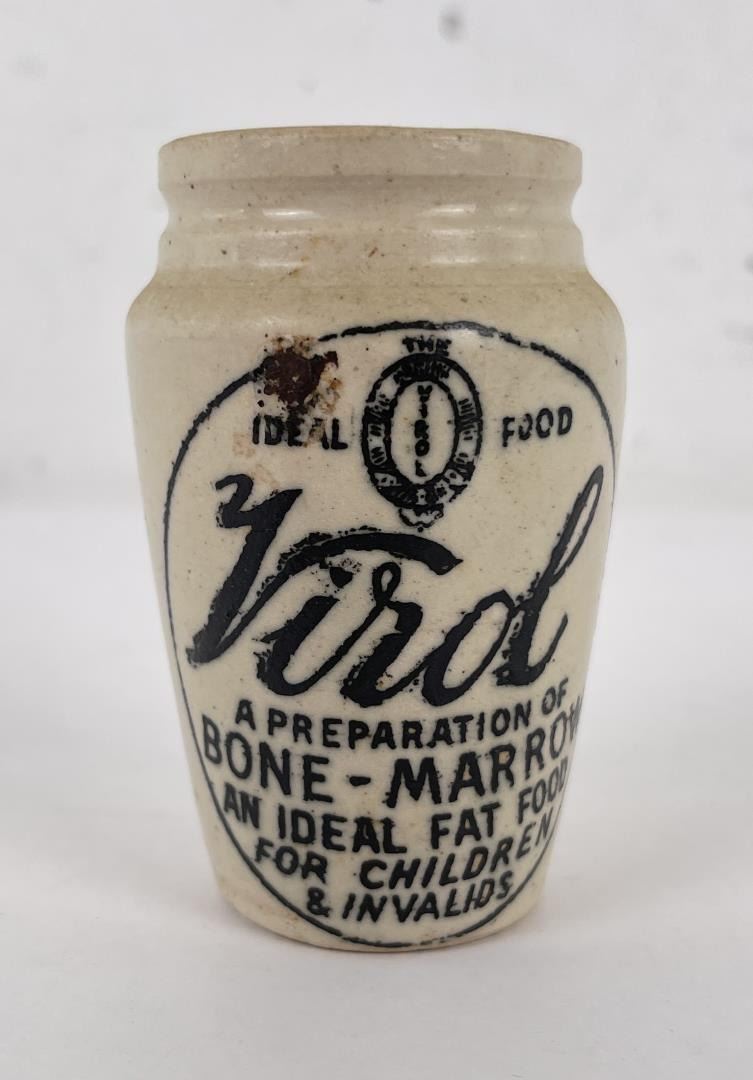 THE
IDEAL VIROL FOOD
Virol
A PREPARATION OF
BONE-MARROW
AN IDEAL FAT FOOD
FOR CHILDREN
& INVALIDS